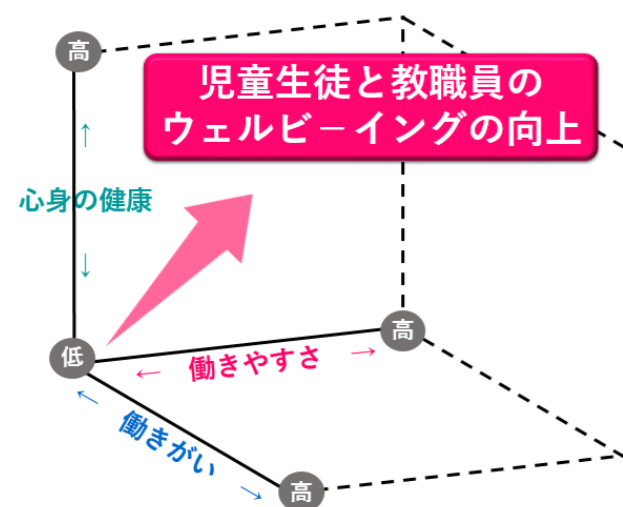 高
児童生徒と教職員の
ウェルビーイングの向上
↑
心身の健康
↓
高
低
← 働きやすさ →
← 働きがい →
高